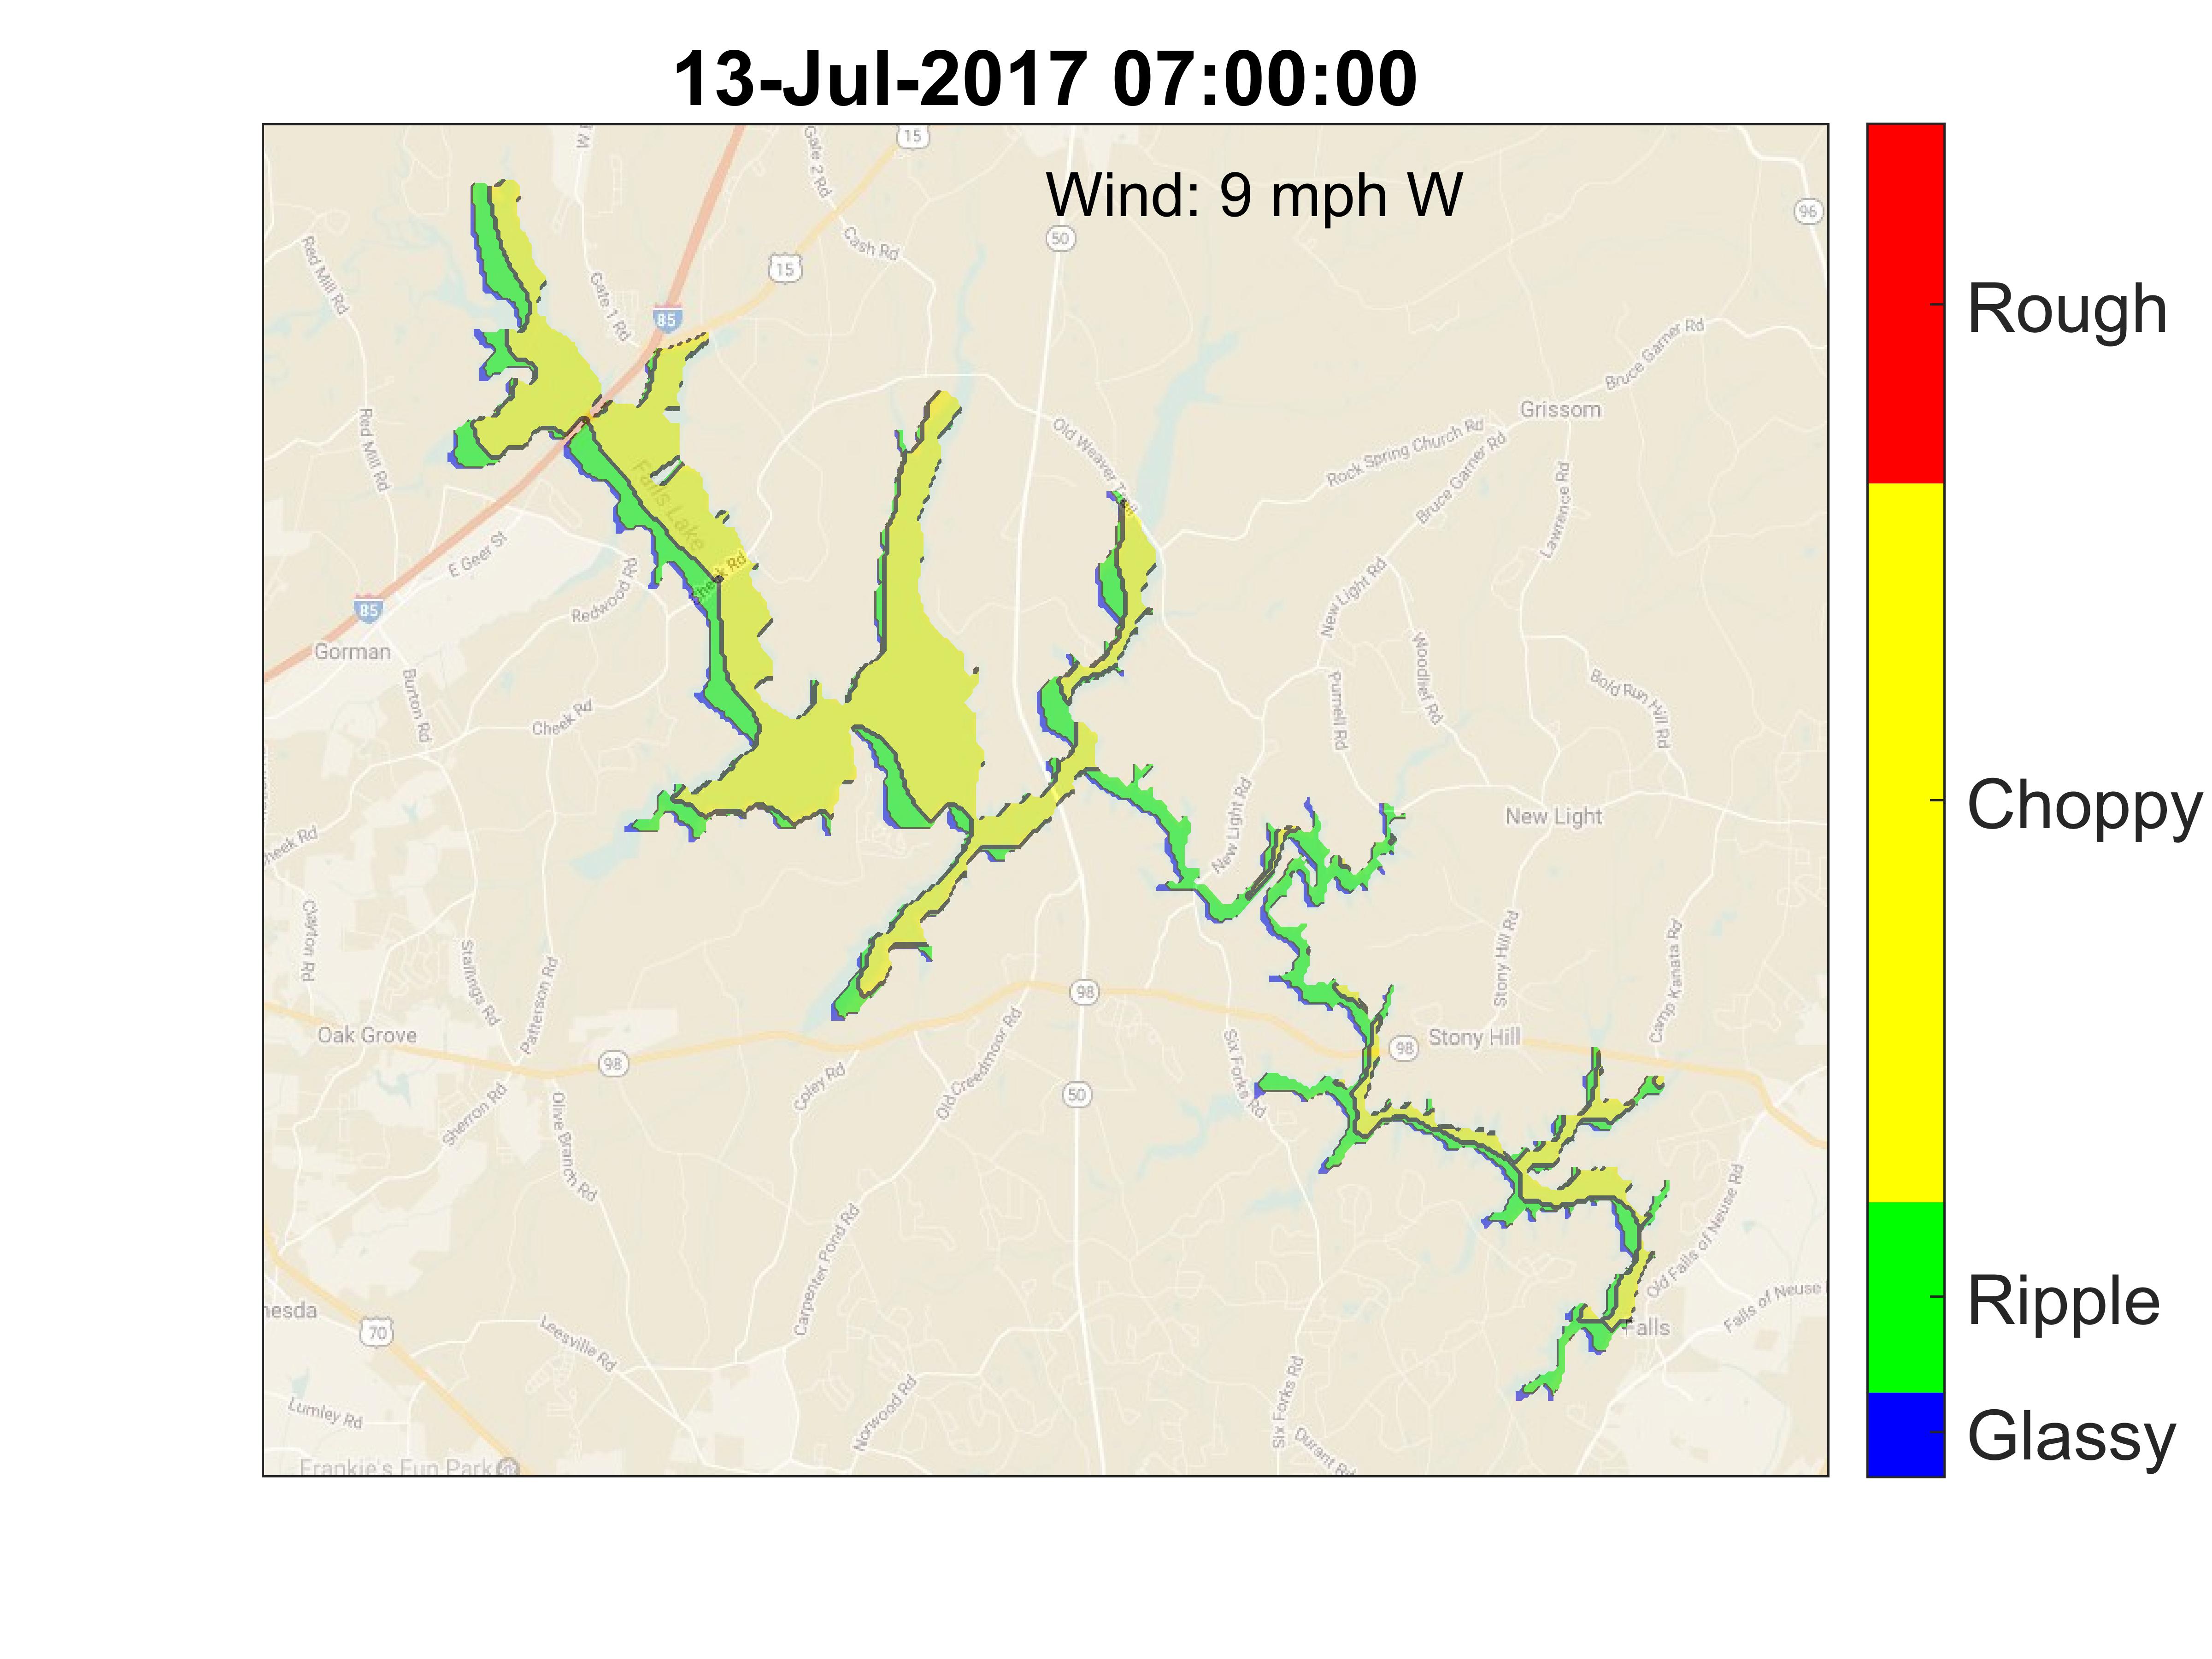 13-Jul-2017 07:00:00
Wind: 9 mph W
15
Gate 2 Rd
96
50
Cash Rd
Red Mill Rd
15
Gate 1 Rd
85
Bruce Garner Rd
Grissom
Red Mill Rd
Old Weaver Trail
Rock Spring Church Rd
Bruce Garner Rd
Falls Lake
Lawrence Rd
E Geer St
Cheek Rd
Redwood Rd
New Light Rd
85
Gorman
Burton Rd
Cheek Rd
Purnell Rd
Woodlief Rd
Bold Run Hill Rd
New Light Rd
New Light
Cheek Rd
Clayton Rd
Stallings Rd
Patterson Rd
Stony Hill Rd
Camp Kanata Rd
98
Oak Grove
98
Coley Rd
Old Creedmoor Rd
Six Forks Rd
98
Stony Hill
Sherron Rd
Olive Branch Rd
50
Carpenter Pond Rd
Old Falls of Neuse Rd
Falls of Neuse
nesda
70
Leesville Rd
Falls
Lumley Rd
Norwood Rd
Six Forks Rd
Durant Rd
Frankie's Fun Park
Rough
Choppy
Ripple
Glassy